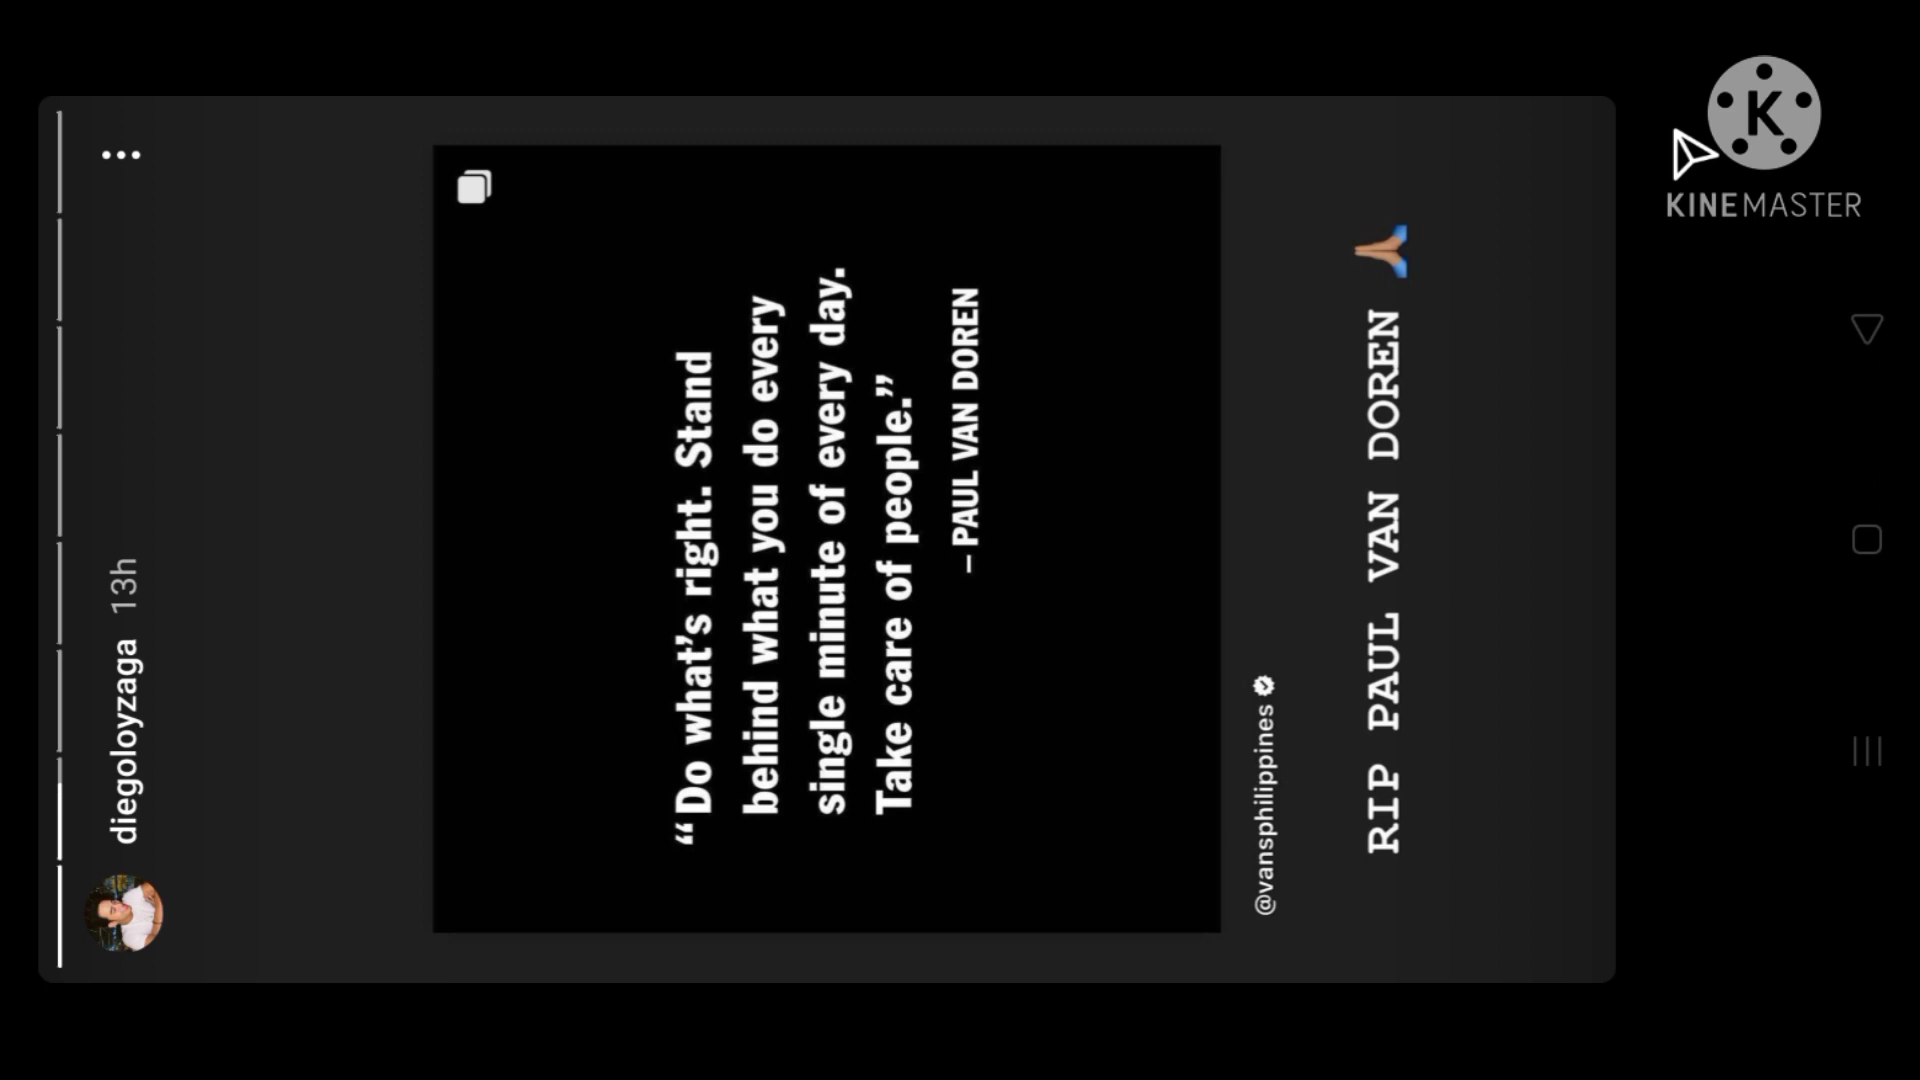 diegoloyzaga 13h
“Do what’s right. Stand
behind what you do every
single minute of every day.
Take care of people.”
– PAUL VAN DOREN
@vansphilippines
RIP PAUL VAN DOREN 🙏🏽
K
KINEMASTER